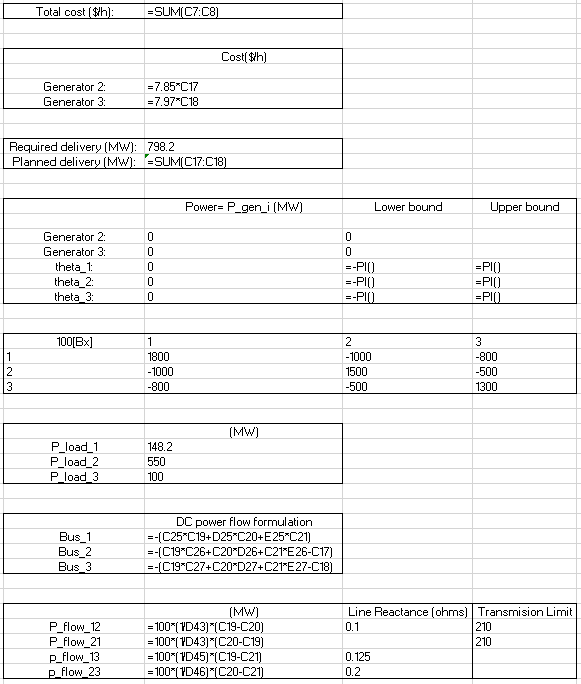 Total cost ($/h): =SUM(C7:C8)
Cost($/h)
Generator 2: =7.85*C17
Generator 3: =7.97*C18
Required delivery (MW): 798.2
Planned delivery (MW): =SUM(C17:C18)
Power= P_gen_i (MW) Lower bound Upper bound
Generator 2: 0 0
Generator 3: 0 0
theta_1: 0 =-PI() =PI()
theta_2: 0 =-PI() =PI()
theta_3: 0 =-PI() =PI()
100[Bx] 1 2 3
1 1800 -1000 -800
2 -1000 1500 -500
3 -800 -500 1300
(MW)
P_load_1 148.2
P_load_2 550
P_load_3 100
DC power flow formulation
Bus_1 =-(C25*C19+D25*C20+E25*C21)
Bus_2 =-(C19*C26+C20*D26+C21*E26-C17)
Bus_3 =-(C19*C27+C20*D27+C21*E27-C18)
(MW) Line Reactance (ohms) Transmision Limit
P_flow_12 =100*(1/D43)*(C19-C20) 0.1 210
P_flow_21 =100*(1/D43)*(C20-C19) 210
p_flow_13 =100*(1/D45)*(C19-C21) 0.125
p_flow_23 =100*(1/D46)*(C20-C21) 0.2